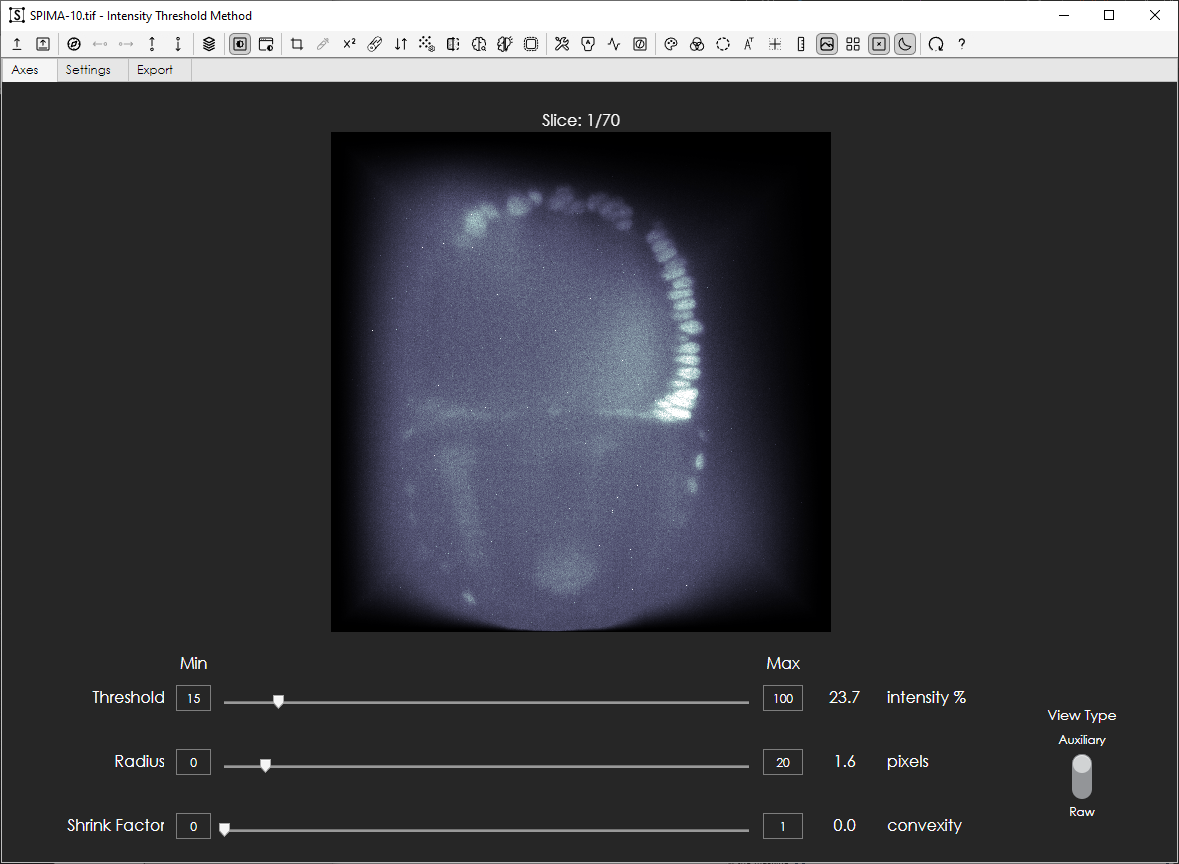 SPIMA-10.tif - Intensity Threshold Method
Axes Settings Export
Slice: 1/70
Min Max
Threshold 15 100 23.7 intensity %
View Type
Auxiliary
Radius 0 20 1.6 pixels
Raw
Shrink Factor 0 1 0.0 convexity